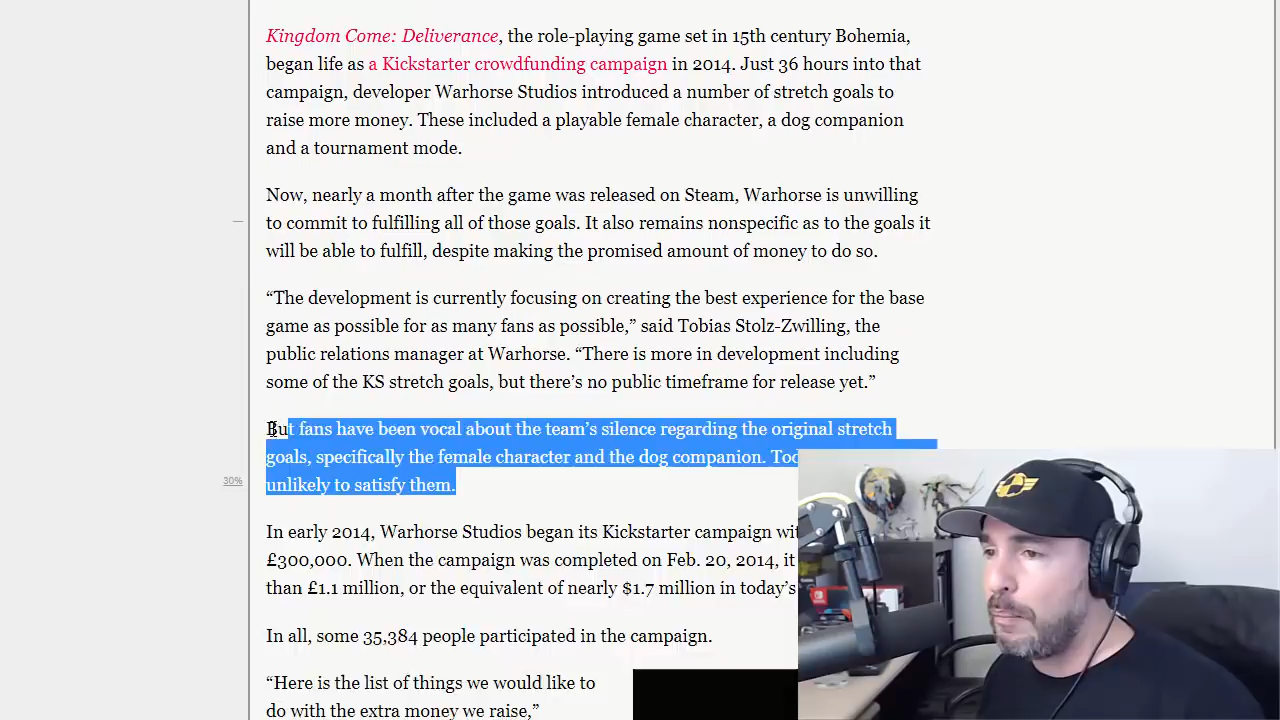 Kingdom Come: Deliverance, the role-playing game set in 15th century Bohemia,
began life as a Kickstarter crowdfunding campaign in 2014. Just 36 hours into that
campaign, developer Warhorse Studios introduced a number of stretch goals to
raise more money. These included a playable female character, a dog companion
and a tournament mode.
Now, nearly a month after the game was released on Steam, Warhorse is unwilling
to commit to fulfilling all of those goals. It also remains nonspecific as to the goals it
will be able to fulfill, despite making the promised amount of money to do so.
“The development is currently focusing on creating the best experience for the base
game as possible for as many fans as possible,” said Tobias Stolz-Zwilling, the
public relations manager at Warhorse. “There is more in development including
some of the KS stretch goals, but there’s no public timeframe for release yet.”
But fans have been vocal about the team’s silence regarding the original stretch
goals, specifically the female character and the dog companion.
30%
unlikely to satisfy them.
In early 2014, Warhorse Studios began its Kickstarter campaign
£300,000. When the campaign was completed on Feb. 20, 2014, it
than £1.1 million, or the equivalent of nearly $1.7 million in today’s
In all, some 35,384 people participated in the campaign.
“Here is the list of things we would like to
do with the extra money we raise,”